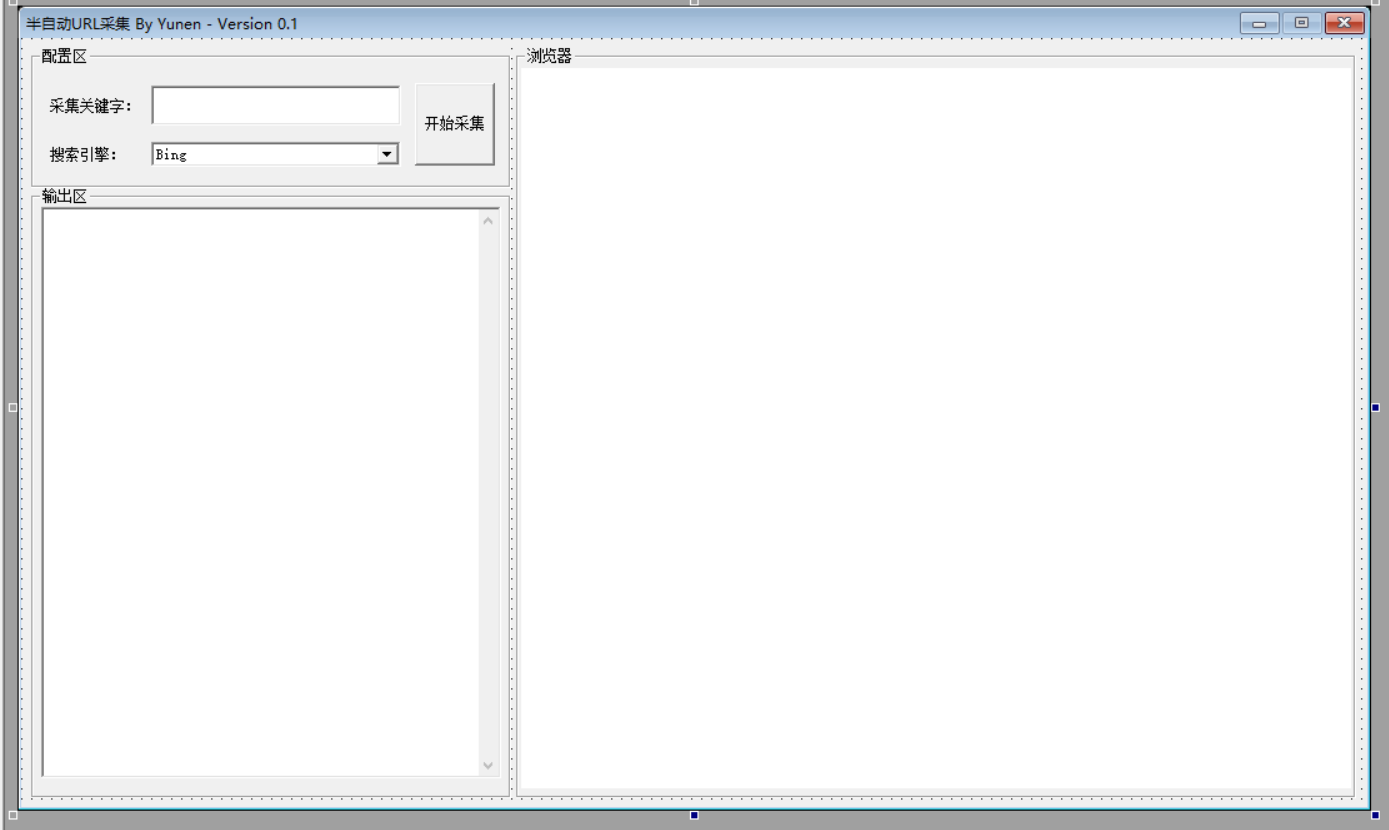 半自动URL采集 By Yunen - Version 0.1
配置区
采集关键字：
开始采集
搜索引擎：
Bing
输出区
浏览器